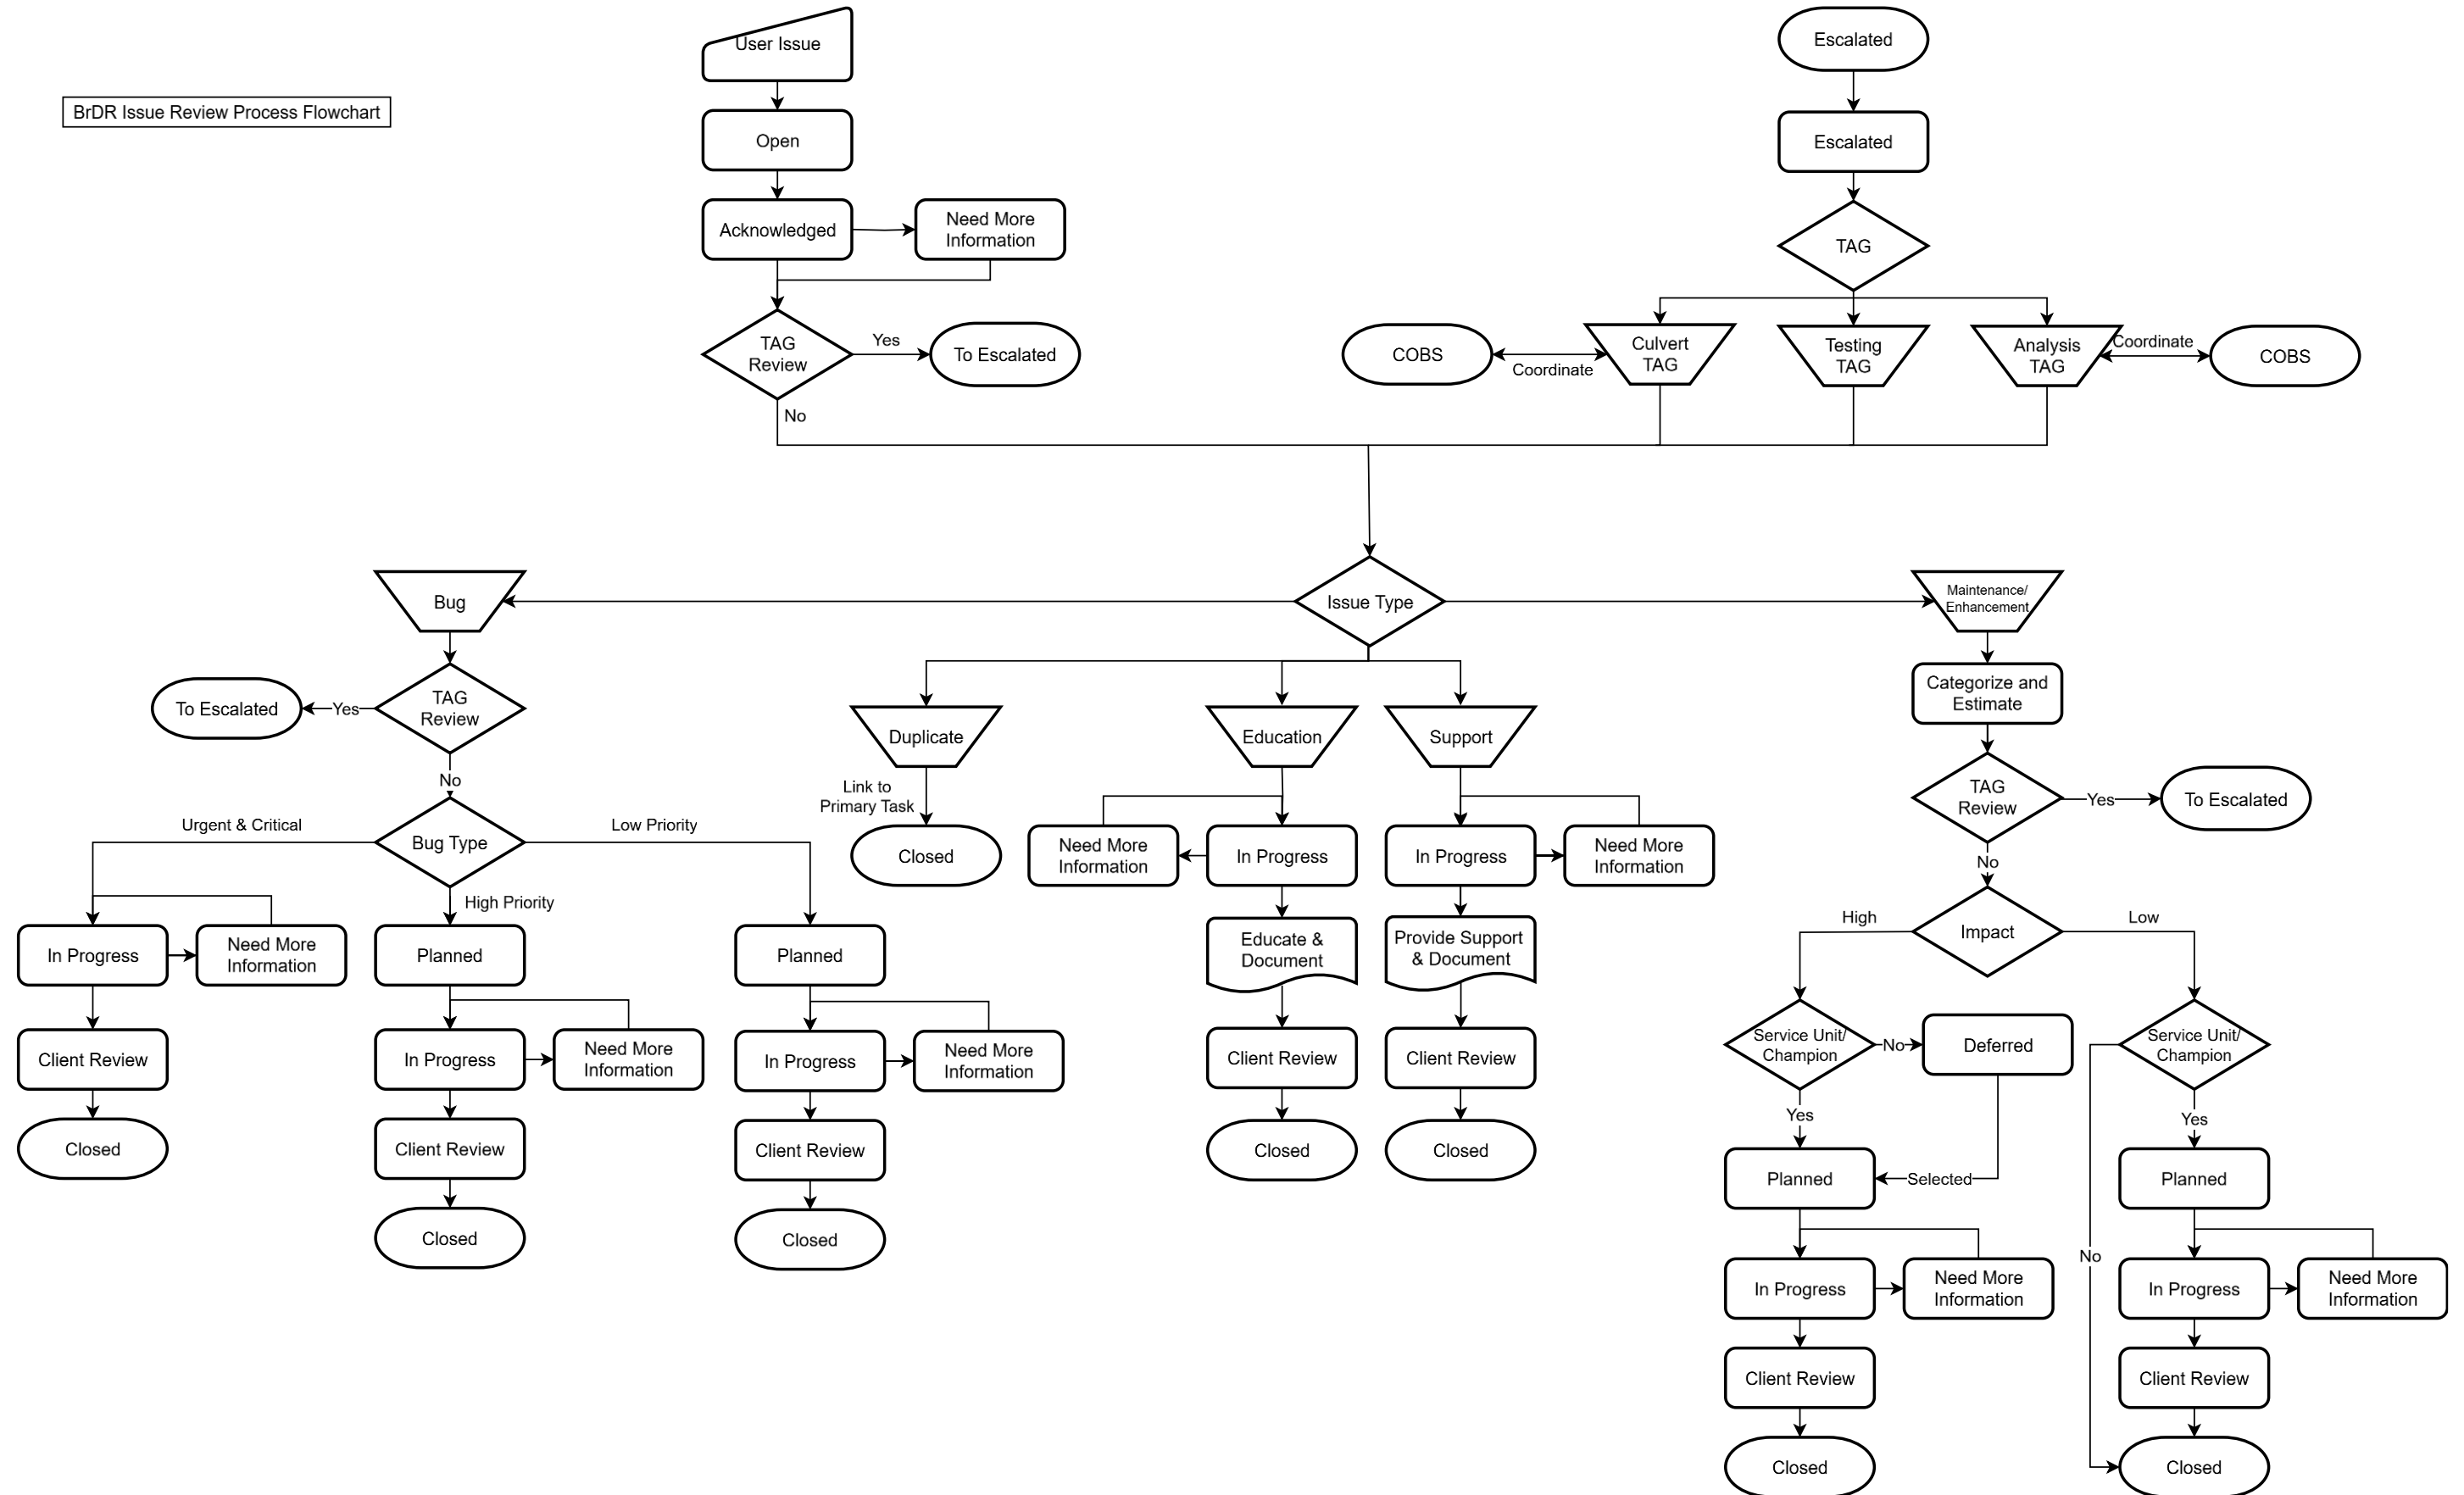 BrDR Issue Review Process Flowchart
User Issue
Open
Acknowledged
Need More
Information
TAG
Review
Yes
To Escalated
No
Escalated
Escalated
TAG
COBS
Coordinate
Culvert
TAG
Testing
TAG
Analysis
TAG
Coordinate
COBS
Issue Type
Bug
TAG
Review
Yes
To Escalated
No
Bug Type
Urgent & Critical
High Priority
Low Priority
In Progress
Need More
Information
Client Review
Closed
Planned
In Progress
Need More
Information
Client Review
Closed
Planned
In Progress
Need More
Information
Client Review
Closed
Duplicate
Link to
Primary Task
Closed
Education
Need More
Information
In Progress
Educate &
Document
Client Review
Closed
Support
In Progress
Need More
Information
Provide Support
& Document
Client Review
Closed
Maintenance/
Enhancement
Categorize and
Estimate
TAG
Review
Yes
To Escalated
No
Impact
High
Low
Service Unit/
Champion
No
Deferred
Yes
Selected
Planned
In Progress
Need More
Information
Client Review
Closed
Service Unit/
Champion
Yes
No
Planned
In Progress
Need More
Information
Client Review
Closed